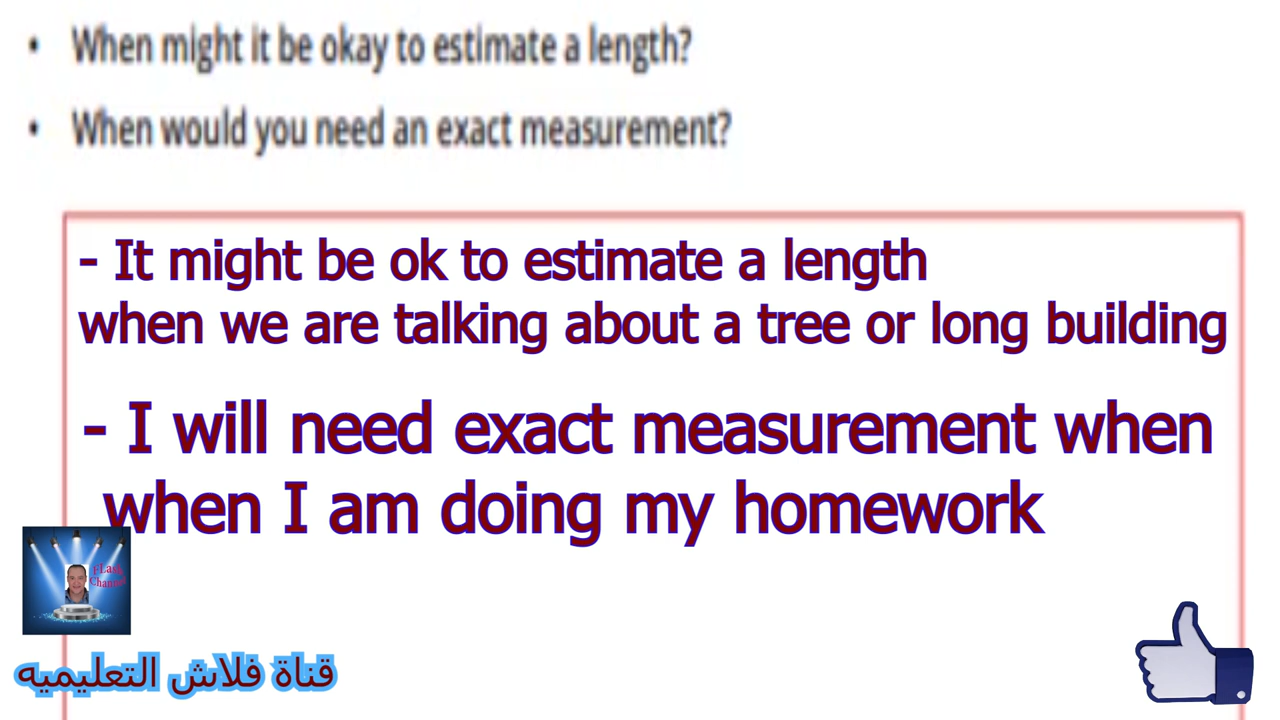 • When might it be okay to estimate a length?
• When would you need an exact measurement?
- It might be ok to estimate a length
when we are talking about a tree or long building
- I will need exact measurement when
when I am doing my homework
FLash
Channel
قناة فلاش التعليميه